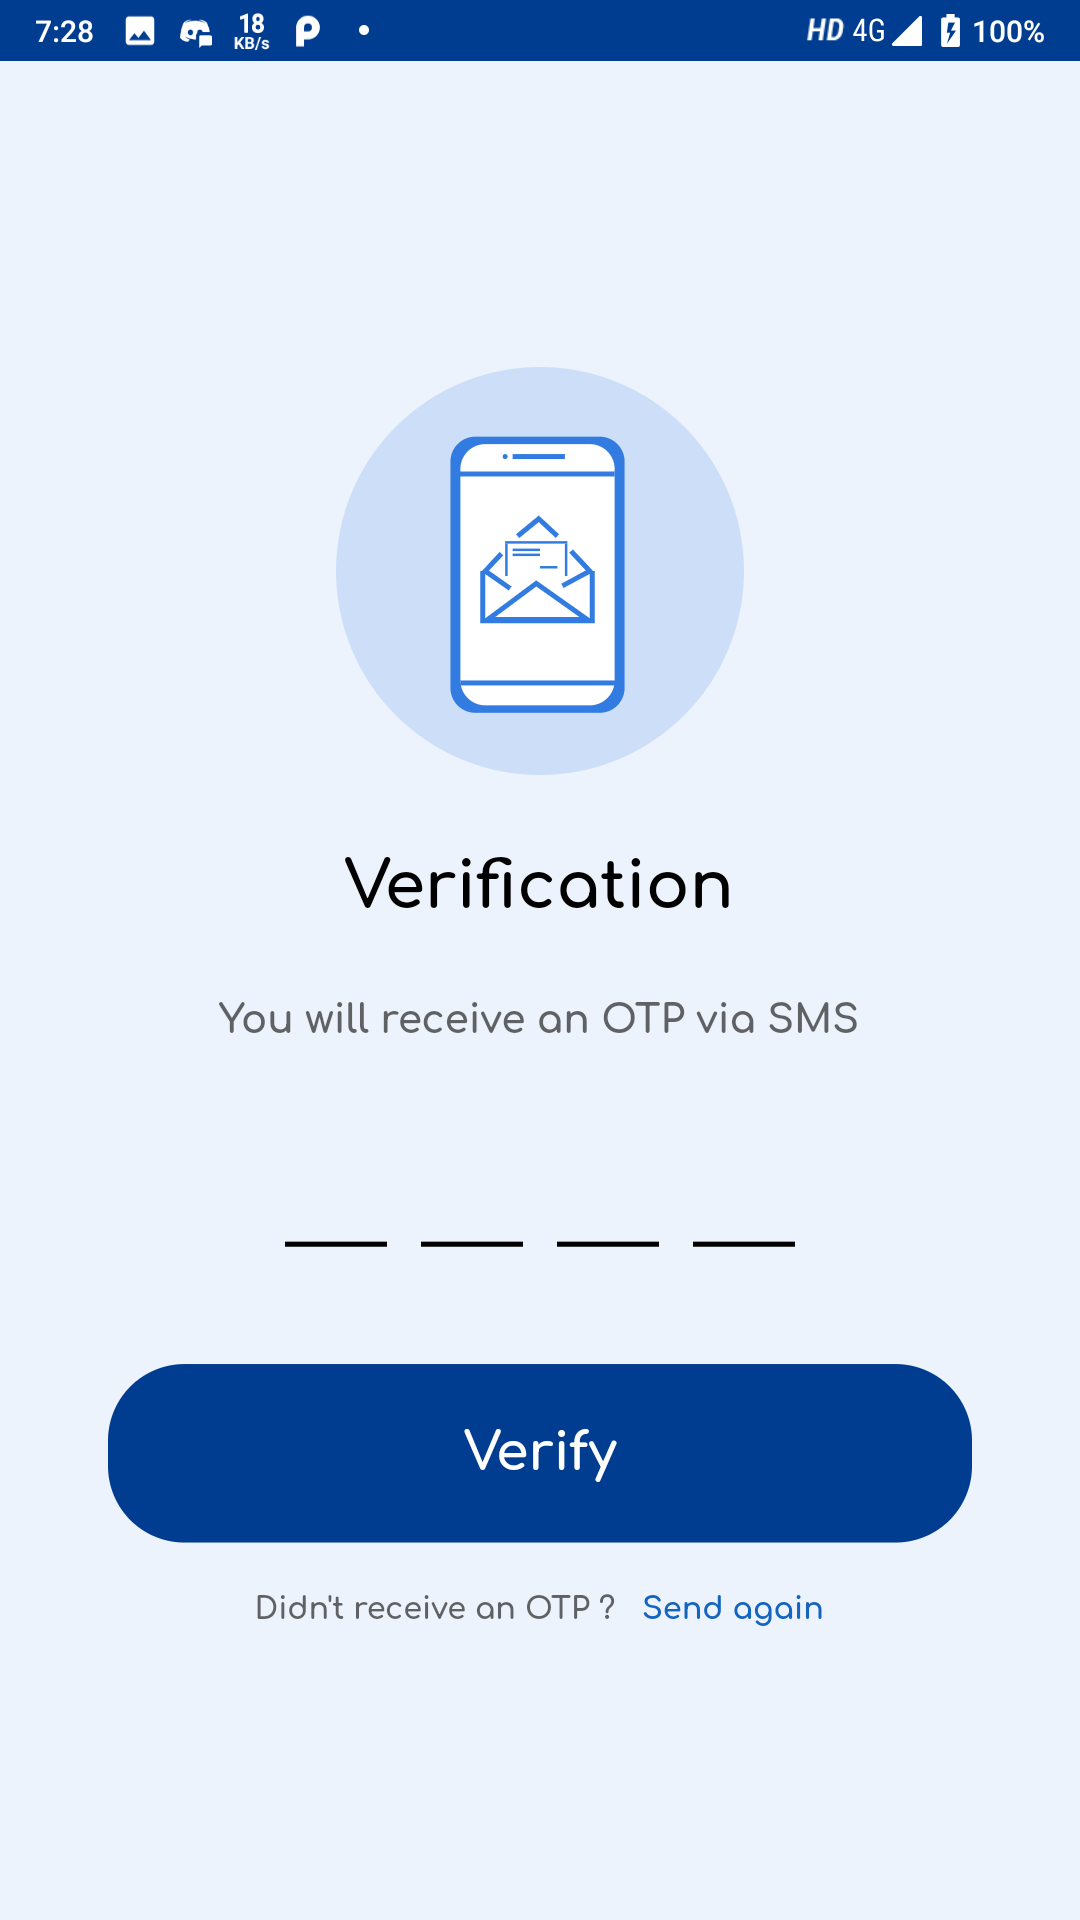 7:28 18 KB/s HD 4G 100%
Verification
You will receive an OTP via SMS
Verify
Didn't receive an OTP ? Send again